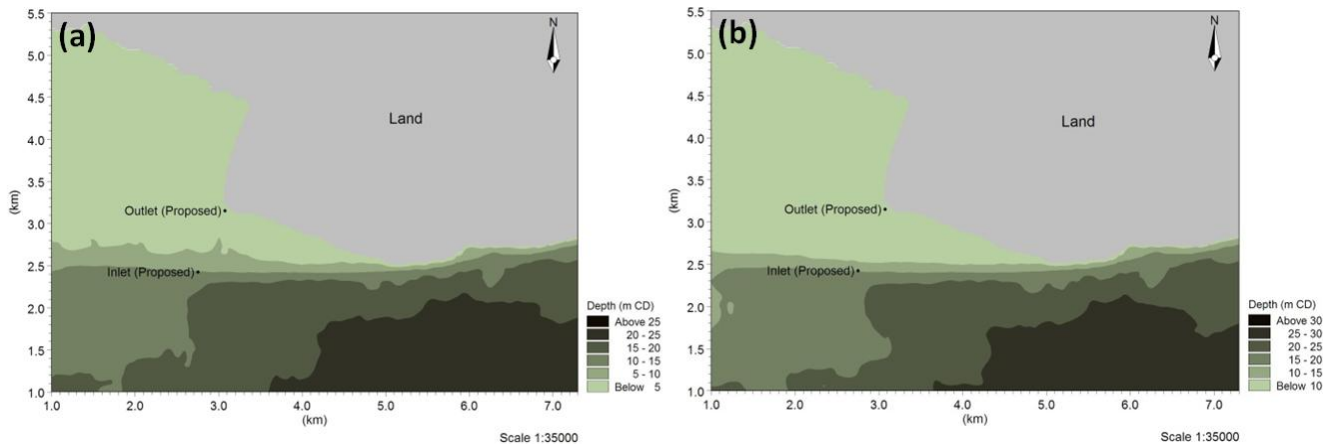 (a)
N
5.5
5.0
4.5
4.0
3.5
3.0
2.5
2.0
1.5
1.0
(km)
Land
Outlet (Proposed)
Inlet (Proposed)
1.0 2.0 3.0 4.0 5.0 6.0 7.0
(km)
Depth (m CD)
Above 25
20 - 25
15 - 20
10 - 15
5 - 10
Below 5
Scale 1:35000
(b)
N
5.5
5.0
4.5
4.0
3.5
3.0
2.5
2.0
1.5
1.0
(km)
Land
Outlet (Proposed)
Inlet (Proposed)
1.0 2.0 3.0 4.0 5.0 6.0 7.0
(km)
Depth (m CD)
Above 30
25 - 30
20 - 25
15 - 20
10 - 15
Below 10
Scale 1:35000